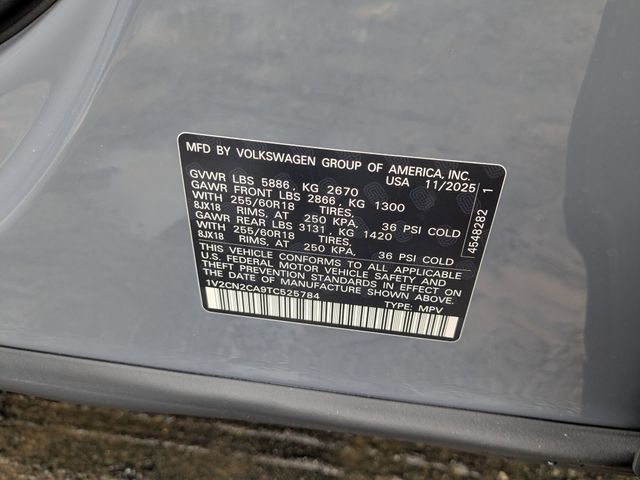 MFD BY VOLKSWAGEN GROUP OF AMERICA, INC.
USA 11/2025
GVWR LBS 5886, KG 2670
GAWR FRONT LBS 2866, KG 1300
WITH 255/60R18 TIRES,
8JX18 RIMS, AT 250 KPA, 36 PSI COLD
GAWR REAR LBS 3131, KG 1420
WITH 255/60R18 TIRES,
8JX18 RIMS, AT 250 KPA, 36 PSI COLD
THIS VEHICLE CONFORMS TO ALL APPLICABLE
U.S. FEDERAL MOTOR VEHICLE SAFETY AND
THEFT PREVENTION STANDARDS IN EFFECT ON
THE DATE OF MANUFACTURE SHOWN ABOVE.
1V2CN2CA9TC525784
TYPE: MPV
4548282 1